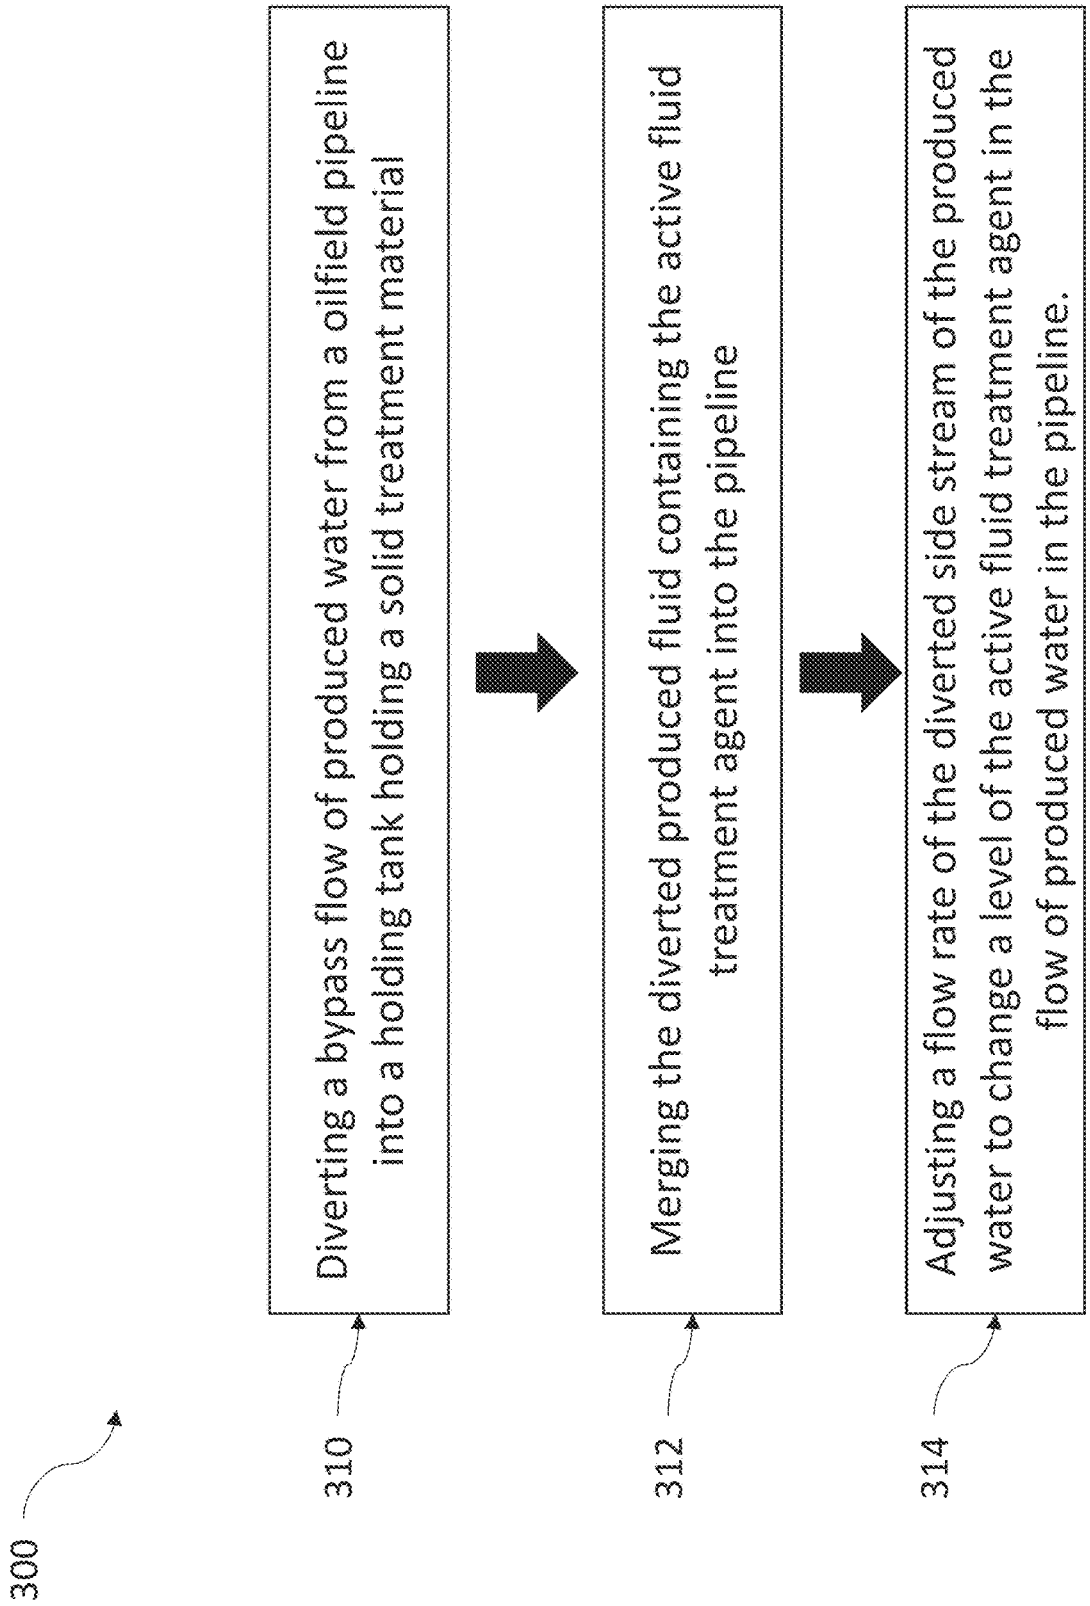 300
310
Diverting a bypass flow of produced water from a oilfield pipeline
into a holding tank holding a solid treatment material
312
Merging the diverted produced fluid containing the active fluid
treatment agent into the pipeline
314
Adjusting a flow rate of the diverted side stream of the produced
water to change a level of the active fluid treatment agent in the
flow of produced water in the pipeline.